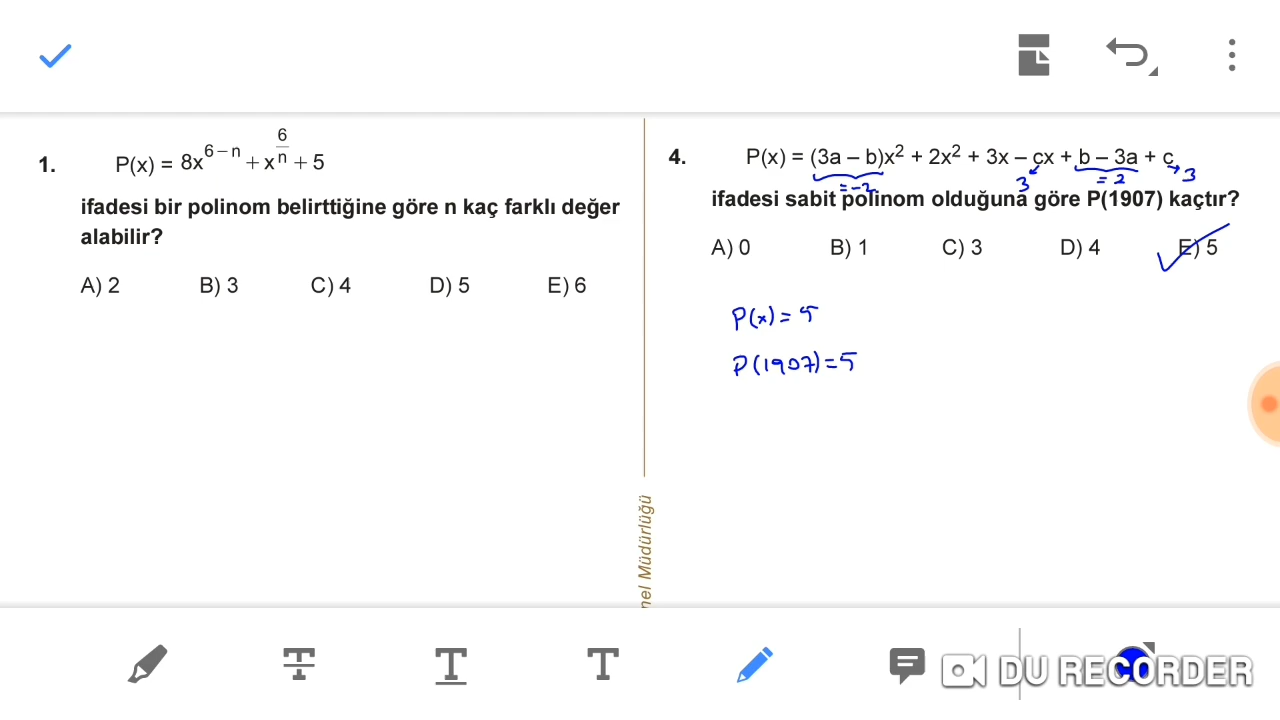 1. P(x) = 8x^{6 – n} + x^{6/n} + 5
ifadesi bir polinom belirttiğine göre n kaç farklı değer
alabilir?
A) 2 B) 3 C) 4 D) 5 E) 6
4. P(x) = (3a – b)x² + 2x² + 3x – cx + b – 3a + c
= -2 3 = 2 3
ifadesi sabit polinom olduğuna göre P(1907) kaçtır?
A) 0 B) 1 C) 3 D) 4 E) 5
P(x) = 5
P(1907) = 5
nel Müdürlüğü
T T T
DU RECORDER